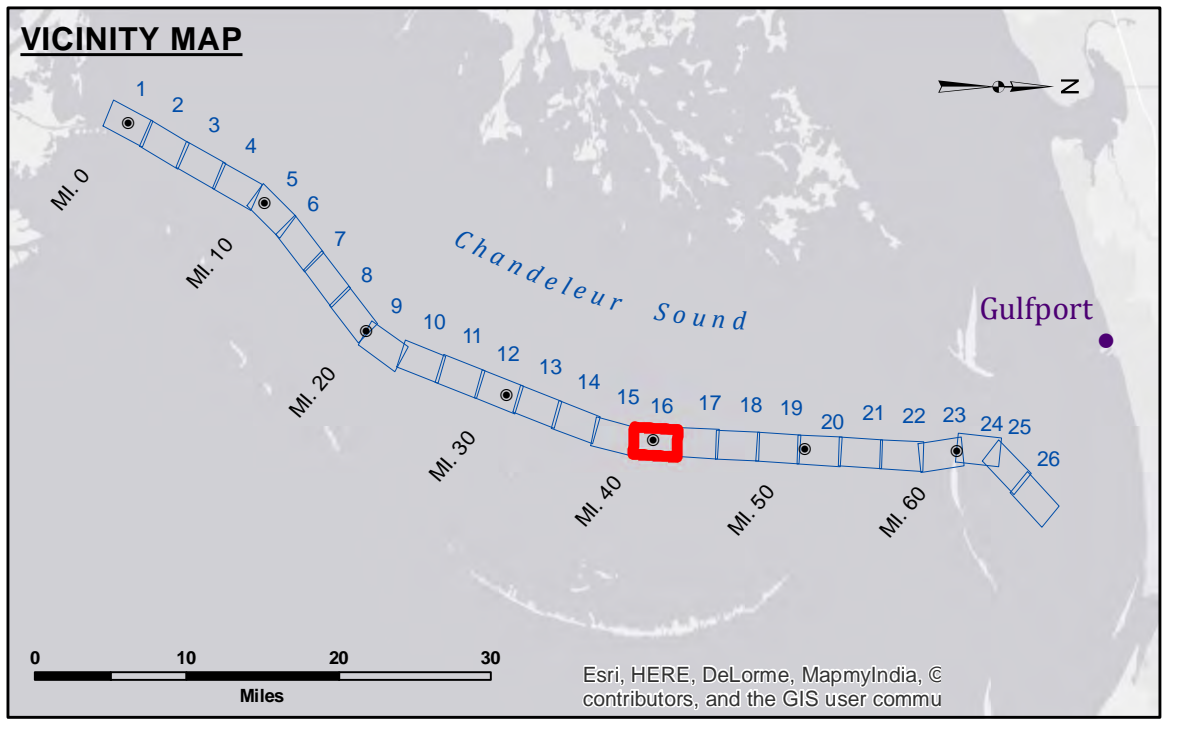 VICINITY MAP
N
1
2
3
4
5
6
7
8
9
10
11
12
13
14
15
16
17
18
19
20
21
22
23
24
25
26
MI. 0
MI. 10
MI. 20
MI. 30
MI. 40
MI. 50
MI. 60
Chandeleur Sound
Gulfport
0 10 20 30
Miles
Esri, HERE, DeLorme, MapmyIndia, ©
contributors, and the GIS user commu